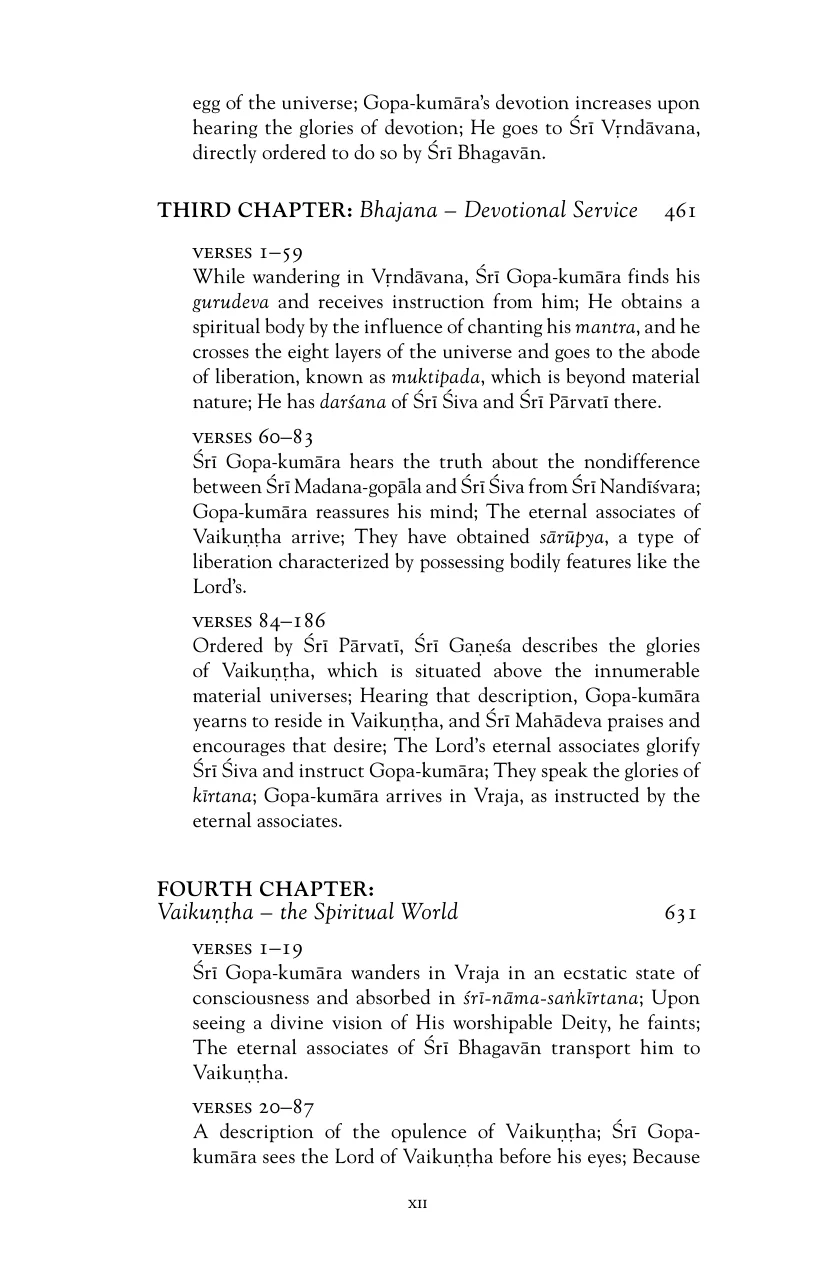 egg of the universe; Gopa-kumāra's devotion increases upon
hearing the glories of devotion; He goes to Śrī Vṛndāvana,
directly ordered to do so by Śrī Bhagavān.
THIRD CHAPTER: Bhajana – Devotional Service 461
VERSES 1–59
While wandering in Vṛndāvana, Śrī Gopa-kumāra finds his
gurudeva and receives instruction from him; He obtains a
spiritual body by the influence of chanting his mantra, and he
crosses the eight layers of the universe and goes to the abode
of liberation, known as muktipada, which is beyond material
nature; He has darśana of Śrī Śiva and Śrī Pārvatī there.
VERSES 60–83
Śrī Gopa-kumāra hears the truth about the nondifference
between Śrī Madana-gopāla and Śrī Śiva from Śrī Nandīśvara;
Gopa-kumāra reassures his mind; The eternal associates of
Vaikuṇṭha arrive; They have obtained sārūpya, a type of
liberation characterized by possessing bodily features like the
Lord's.
VERSES 84–186
Ordered by Śrī Pārvatī, Śrī Gaṇeśa describes the glories
of Vaikuṇṭha, which is situated above the innumerable
material universes; Hearing that description, Gopa-kumāra
yearns to reside in Vaikuṇṭha, and Śrī Mahādeva praises and
encourages that desire; The Lord's eternal associates glorify
Śrī Śiva and instruct Gopa-kumāra; They speak the glories of
kīrtana; Gopa-kumāra arrives in Vraja, as instructed by the
eternal associates.
FOURTH CHAPTER:
Vaikuṇṭha – the Spiritual World 631
VERSES 1–19
Śrī Gopa-kumāra wanders in Vraja in an ecstatic state of
consciousness and absorbed in śrī-nāma-saṅkīrtana; Upon
seeing a divine vision of His worshipable Deity, he faints;
The eternal associates of Śrī Bhagavān transport him to
Vaikuṇṭha.
VERSES 20–87
A description of the opulence of Vaikuṇṭha; Śrī Gopa-
kumāra sees the Lord of Vaikuṇṭha before his eyes; Because
XII